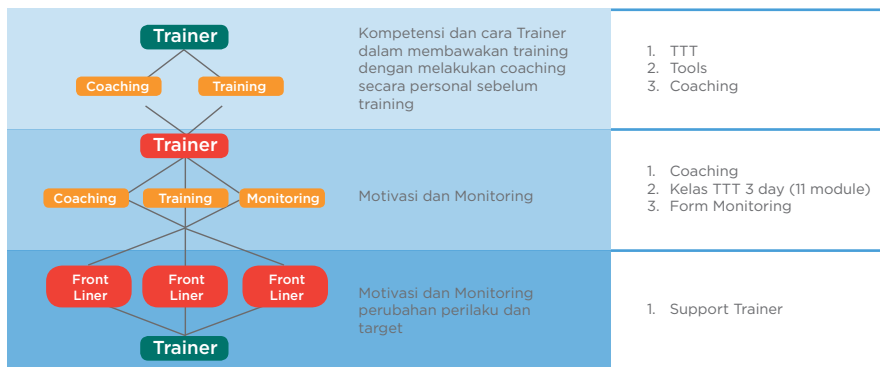 Trainer
Coaching
Training
Kompetensi dan cara Trainer
dalam membawakan training
dengan melakukan coaching
secara personal sebelum
training
1. TTT
2. Tools
3. Coaching
Trainer
Coaching
Training
Monitoring
Motivasi dan Monitoring
1. Coaching
2. Kelas TTT 3 day (11 module)
3. Form Monitoring
Front
Liner
Front
Liner
Front
Liner
Trainer
Motivasi dan Monitoring
perubahan perilaku dan
target
1. Support Trainer